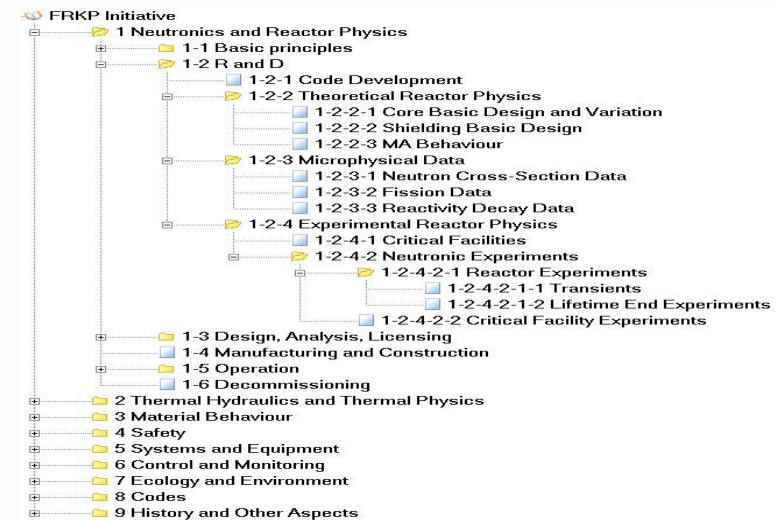 FRKP Initiative
1 Neutronics and Reactor Physics
1-1 Basic principles
1-2 R and D
1-2-1 Code Development
1-2-2 Theoretical Reactor Physics
1-2-2-1 Core Basic Design and Variation
1-2-2-2 Shielding Basic Design
1-2-2-3 MA Behaviour
1-2-3 Microphysical Data
1-2-3-1 Neutron Cross-Section Data
1-2-3-2 Fission Data
1-2-3-3 Reactivity Decay Data
1-2-4 Experimental Reactor Physics
1-2-4-1 Critical Facilities
1-2-4-2 Neutronic Experiments
1-2-4-2-1 Reactor Experiments
1-2-4-2-1-1 Transients
1-2-4-2-1-2 Lifetime End Experiments
1-2-4-2-2 Critical Facility Experiments
1-3 Design, Analysis, Licensing
1-4 Manufacturing and Construction
1-5 Operation
1-6 Decommissioning
2 Thermal Hydraulics and Thermal Physics
3 Material Behaviour
4 Safety
5 Systems and Equipment
6 Control and Monitoring
7 Ecology and Environment
8 Codes
9 History and Other Aspects